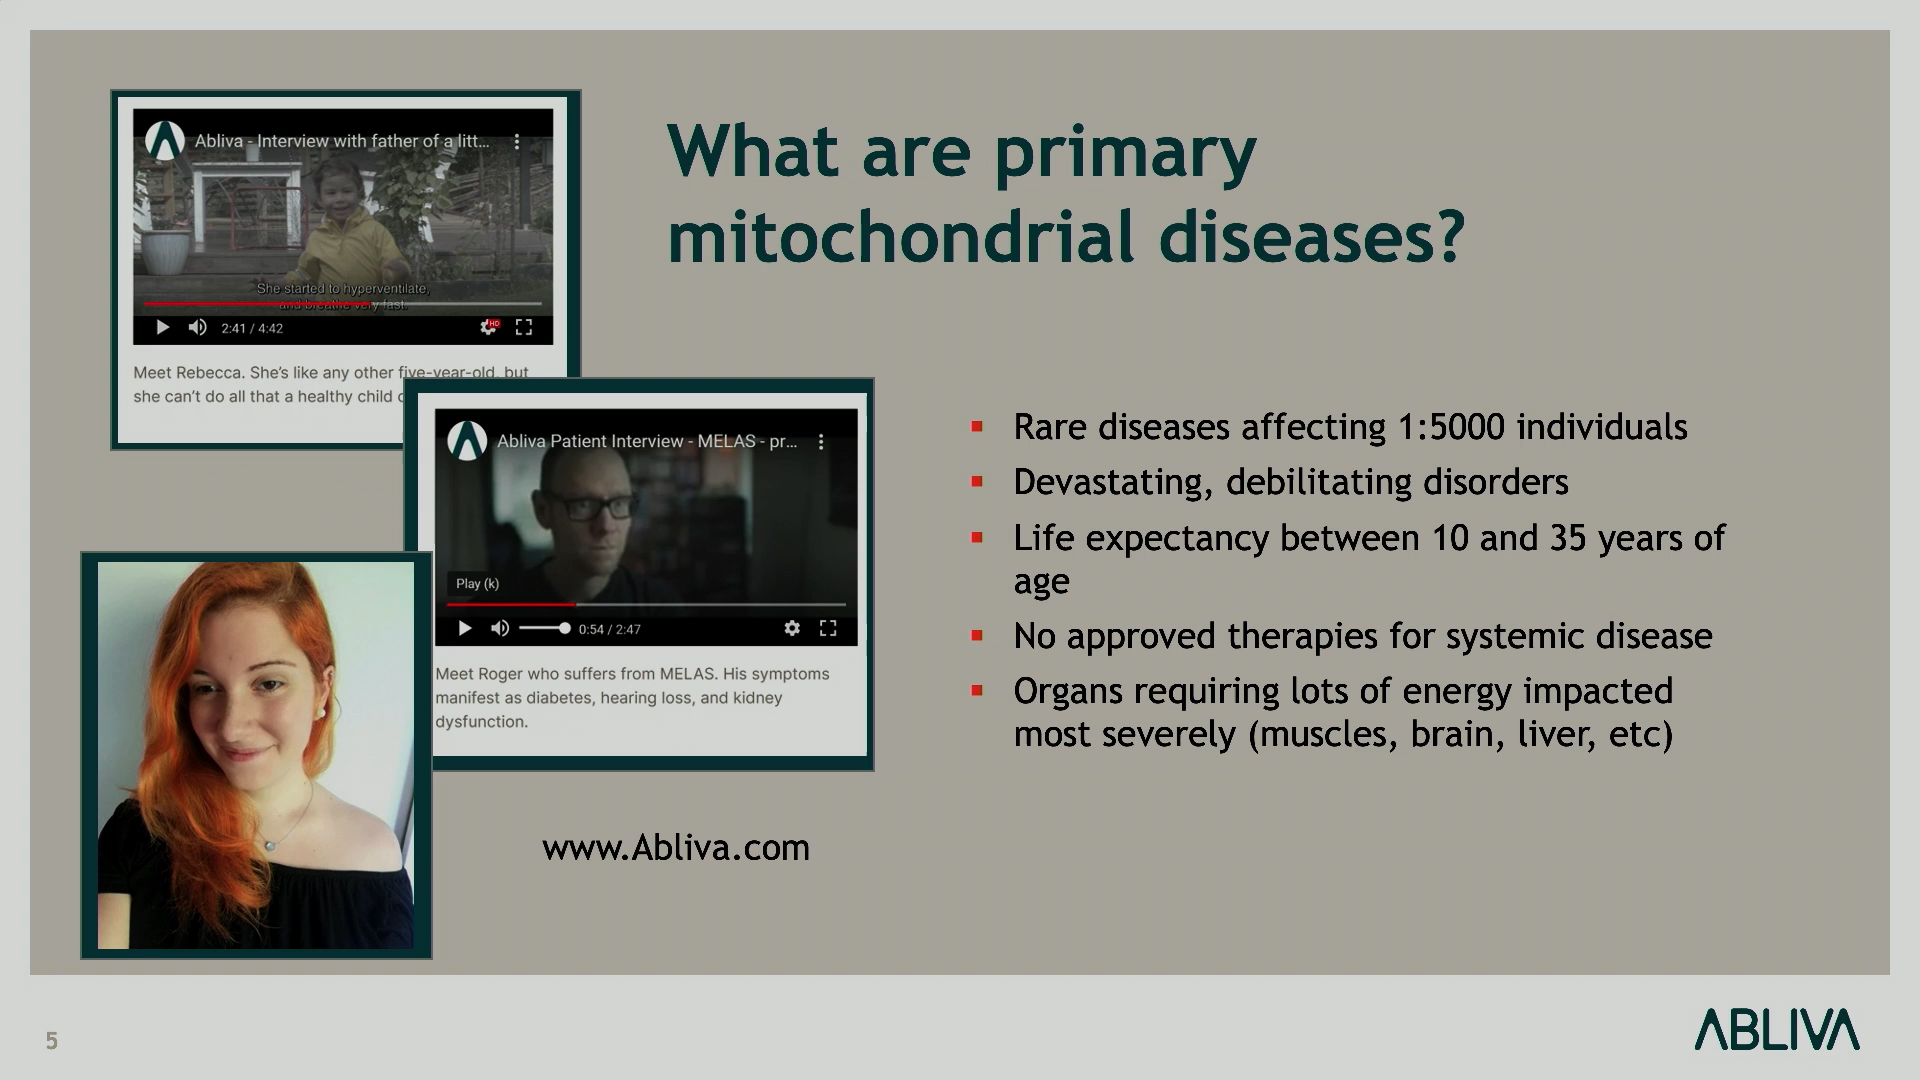 Abliva - Interview with father of a litt...
She started to hyperventilate,
and breathe very fast.
2:41 / 4:42
HD
Meet Rebecca. She's like any other five-year-old, but
she can't do all that a healthy child
What are primary
mitochondrial diseases?
Abliva Patient Interview - MELAS - pr...
Play (k)
0:54 / 2:47
Meet Roger who suffers from MELAS. His symptoms
manifest as diabetes, hearing loss, and kidney
dysfunction.
www.Abliva.com
▪ Rare diseases affecting 1:5000 individuals
▪ Devastating, debilitating disorders
▪ Life expectancy between 10 and 35 years of
age
▪ No approved therapies for systemic disease
▪ Organs requiring lots of energy impacted
most severely (muscles, brain, liver, etc)
5
ABLIVA